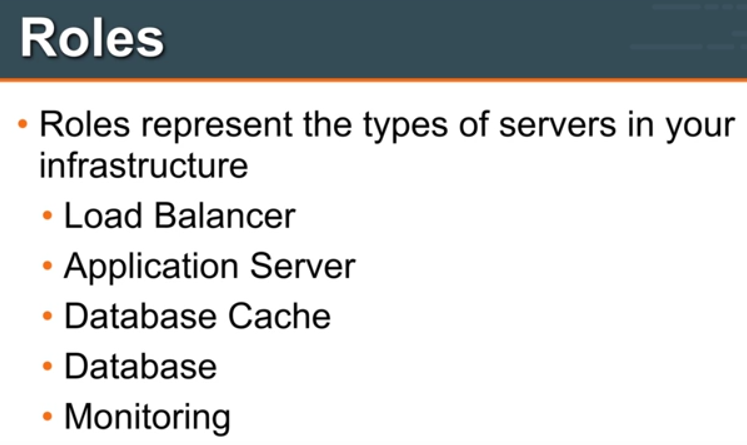 Roles
• Roles represent the types of servers in your
infrastructure
• Load Balancer
• Application Server
• Database Cache
• Database
• Monitoring